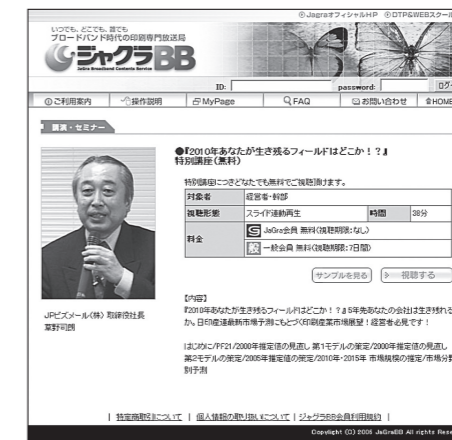 ◎JagraオフィシャルHP ◎DTP&WEBスクール
いつでも、どこでも、誰でも
ブロードバンド時代の印刷専門放送局
ジャグラBB
JaGra Broadband Contents Service
ID: password: ログ
ご利用案内 操作説明 MyPage FAQ お問い合わせ HOME
講演・セミナー
●『2010年あなたが生き残るフィールドはどこか！？』
特別講座（無料）
特別講座につきどなたでも無料でご視聴頂けます。
対象者 経営者・幹部
視聴形態 スライド連動再生 時間 38分
料金 JaGra会員 無料（視聴期限:なし）
一般会員 無料（視聴期限:7日間）
サンプルを見る 視聴する
JPビズメール（株） 取締役社長
【内容】
『2010年あなたが生き残るフィールドはどこか！？』5年先あなたの会社は生き残れる
か。日印産連最新市場予測にもとづく印刷産業市場展望！経営者必見です！
はじめに/PF21/2000年推定値の見直し 第1モデルの策定/2000年推定値の見直し
第2モデルの策定/2005年推定値の策定/2010年・2015年 市場規模の推定/市場分野
別予測
| 特定商取引について | 個人情報の取り扱いについて | ジャグラBB会員利用規約 |
Copyright (C) 2005 JaGraBB All rights Rese